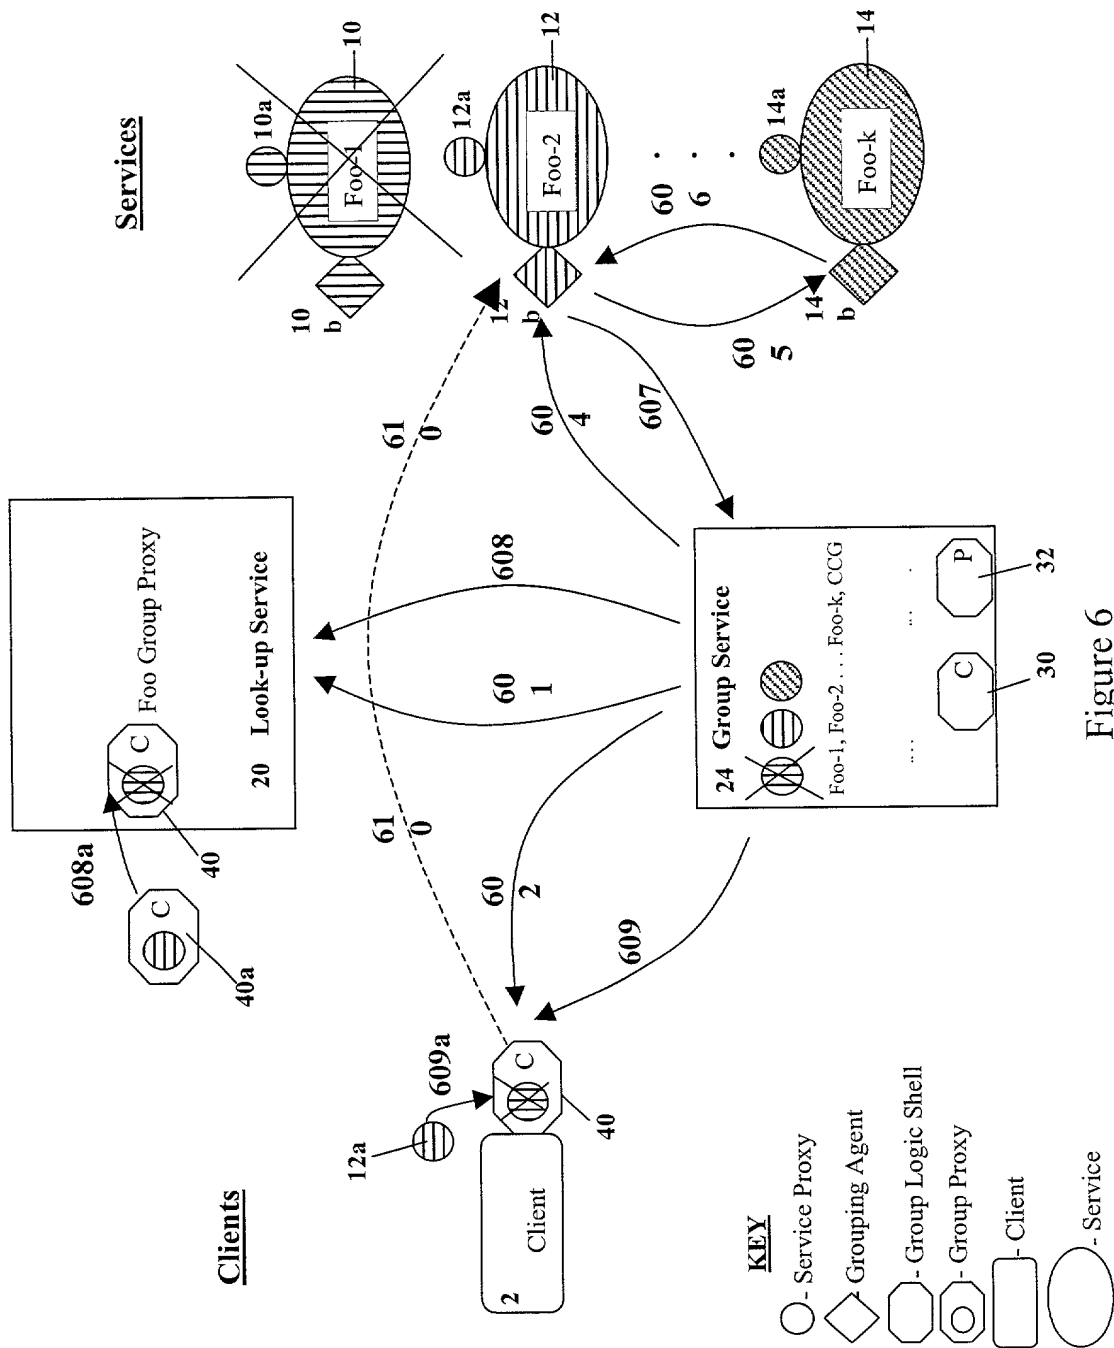 Clients
Services
2
Client
12a
609a
C
40
40a
C
608a
40
C
Foo Group Proxy
20 Look-up Service
61
0
61
0
60
1
608
60
2
609
60
4
607
24 Group Service
Foo-1, Foo-2 . . . Foo-k, CCG
....
... .
C
30
P
32
10
b
10a
Foo-1
10
12
b
12a
Foo-2
12
. . .
60
5
60
6
14
b
14a
Foo-k
14
KEY
- Service Proxy
- Grouping Agent
- Group Logic Shell
- Group Proxy
- Client
- Service
Figure 6